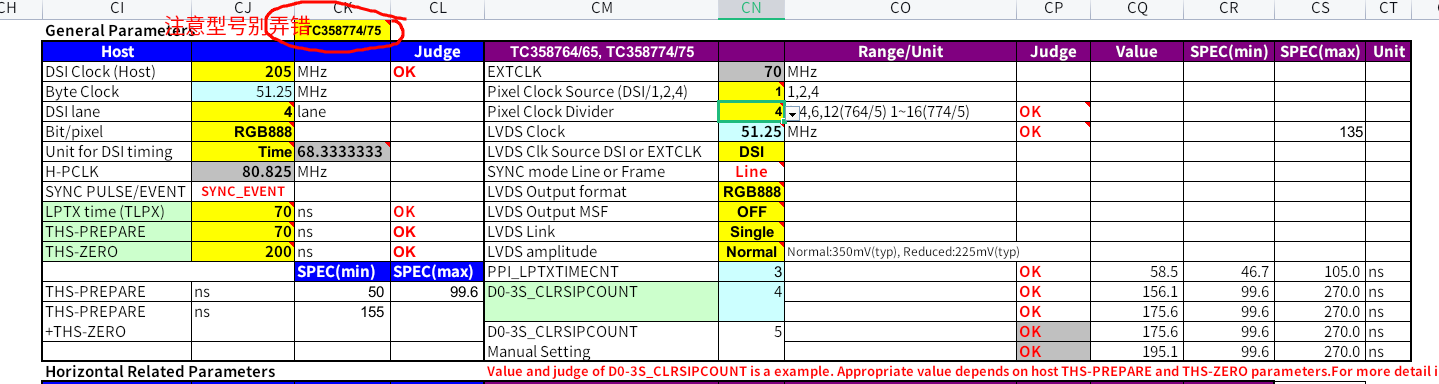 CH CI CJ CK CL CM CN CO CP CQ CR CS CT
注意型号别弄错
General Parameters TC358774/75
Host Judge TC358764/65, TC358774/75 Range/Unit Judge Value SPEC(min) SPEC(max) Unit
DSI Clock (Host) 205 MHz OK EXTCLK 70 MHz
Byte Clock 51.25 MHz Pixel Clock Source (DSI/1,2,4) 1 1,2,4
DSI lane 4 lane Pixel Clock Divider 4 4,6,12(764/5) 1~16(774/5) OK
Bit/pixel RGB888 LVDS Clock 51.25 MHz OK 135
Unit for DSI timing Time 68.3333333 LVDS Clk Source DSI or EXTCLK DSI
H-PCLK 80.825 MHz SYNC mode Line or Frame Line
SYNC PULSE/EVENT SYNC_EVENT LVDS Output format RGB888
LPTX time (TLPX) 70 ns OK LVDS Output MSF OFF
THS-PREPARE 70 ns OK LVDS Link Single
THS-ZERO 200 ns OK LVDS amplitude Normal Normal:350mV(typ), Reduced:225mV(typ)
SPEC(min) SPEC(max) PPI_LPTXTIMECNT 3 OK 58.5 46.7 105.0 ns
THS-PREPARE ns 50 99.6 D0-3S_CLRSIPCOUNT 4 OK 156.1 99.6 270.0 ns
THS-PREPARE ns 155 OK 175.6 99.6 270.0 ns
+THS-ZERO D0-3S_CLRSIPCOUNT 5 OK 175.6 99.6 270.0 ns
Manual Setting OK 195.1 99.6 270.0 ns
Horizontal Related Parameters Value and judge of D0-3S_CLRSIPCOUNT is a example. Appropriate value depends on host THS-PREPARE and THS-ZERO parameters.For more detail i